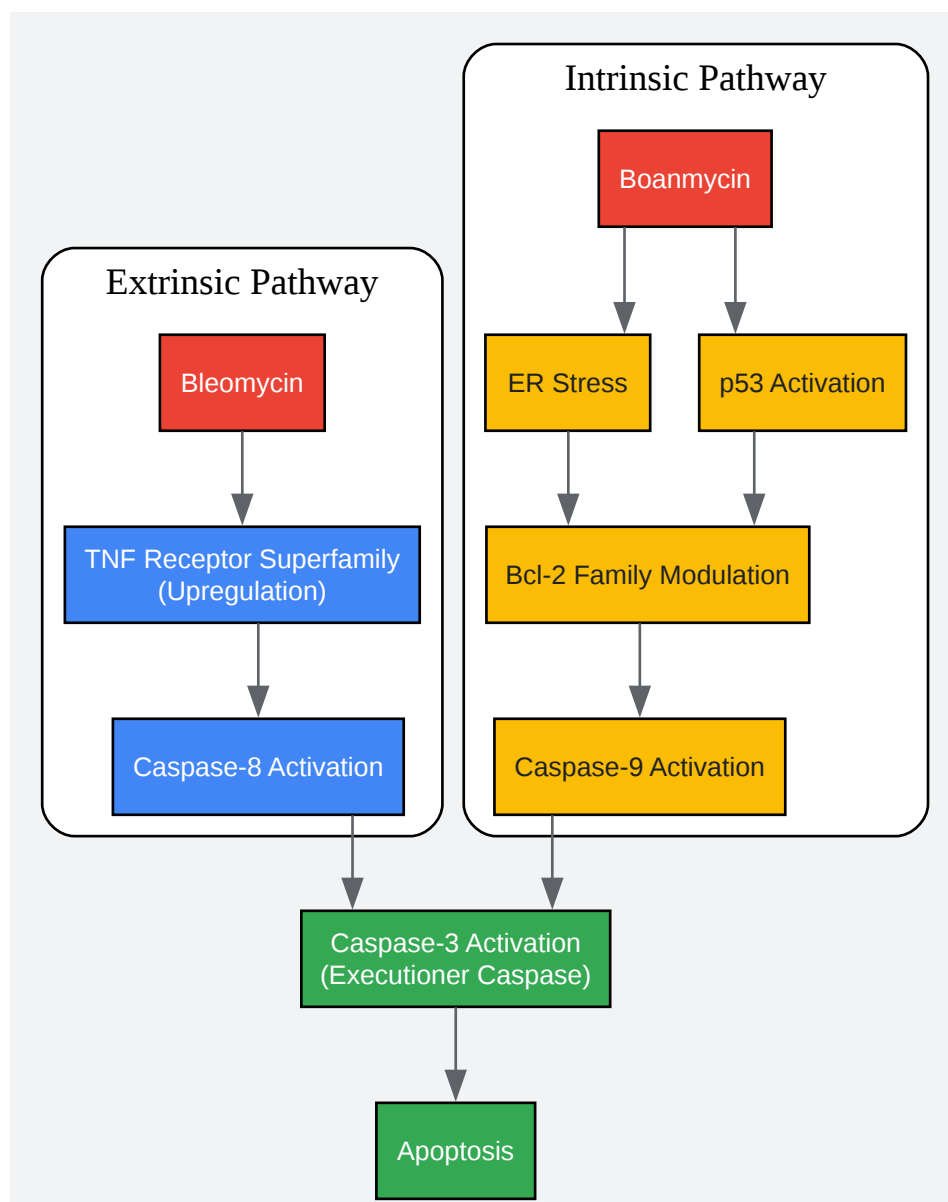 Intrinsic Pathway
Boanmycin
Extrinsic Pathway
Bleomycin
ER Stress
p53 Activation
TNF Receptor Superfamily
(Upregulation)
Bcl-2 Family Modulation
Caspase-8 Activation
Caspase-9 Activation
Caspase-3 Activation
(Executioner Caspase)
Apoptosis